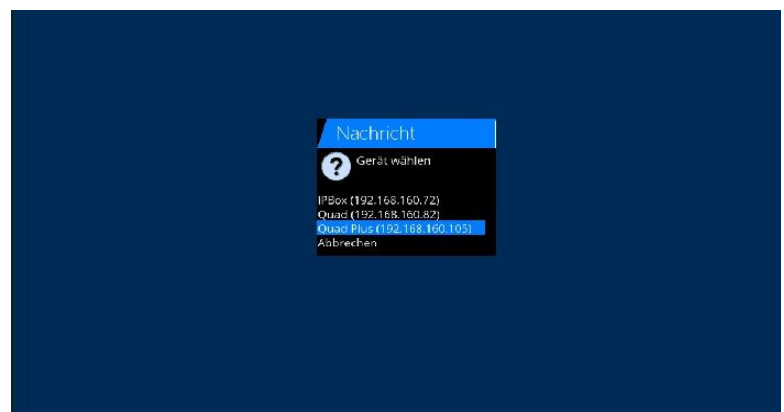 Nachricht
Gerät wählen
IPBox (192.168.160.72)
Quad (192.168.160.82)
Quad Plus (192.168.160.105)
Abbrechen